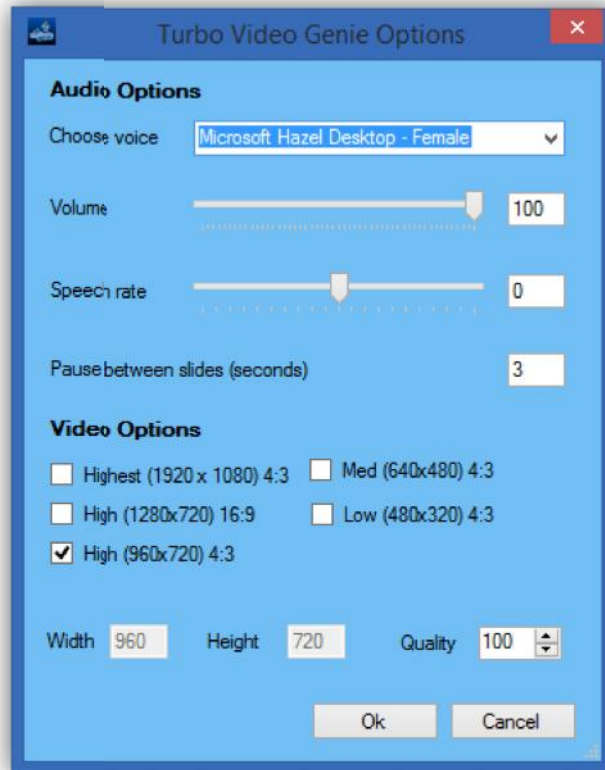 Turbo Video Genie Options
Audio Options
Choose voice Microsoft Hazel Desktop - Female
Volume 100
Speech rate 0
Pause between slides (seconds) 3
Video Options
Highest (1920 x 1080) 4:3 Med (640x480) 4:3
High (1280x720) 16:9 Low (480x320) 4:3
High (960x720) 4:3
Width 960 Height 720 Quality 100
Ok Cancel